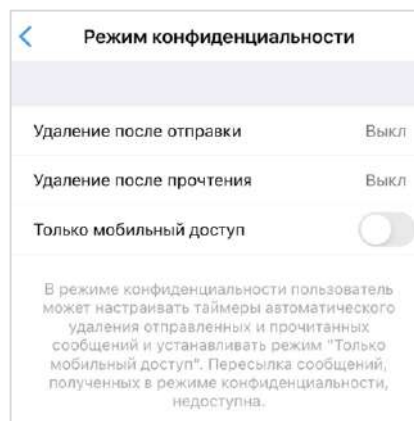 Режим конфиденциальности
Удаление после отправки Выкл
Удаление после прочтения Выкл
Только мобильный доступ
В режиме конфиденциальности пользователь
может настраивать таймеры автоматического
удаления отправленных и прочитанных
сообщений и устанавливать режим "Только
мобильный доступ". Пересылка сообщений,
полученных в режиме конфиденциальности,
недоступна.